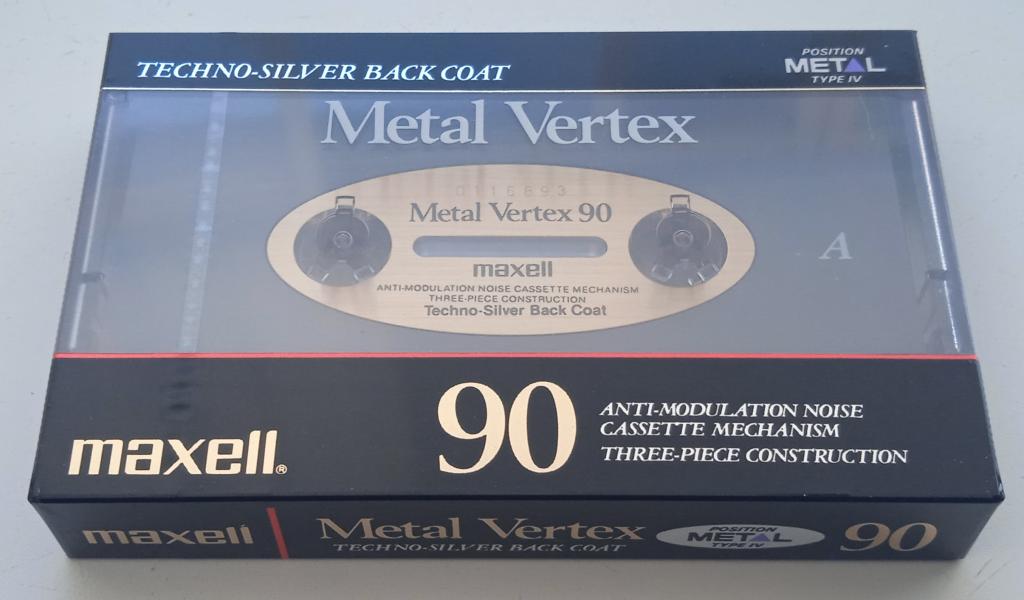 TECHNO-SILVER BACK COAT
POSITION
METAL
TYPE IV
Metal Vertex
0116893
Metal Vertex 90
maxell
ANTI-MODULATION NOISE CASSETTE MECHANISM
THREE-PIECE CONSTRUCTION
Techno-Silver Back Coat
A
maxell®
90
ANTI-MODULATION NOISE
CASSETTE MECHANISM
THREE-PIECE CONSTRUCTION
maxell
Metal Vertex
TECHNO-SILVER BACK COAT
POSITION
METAL
TYPE IV
90